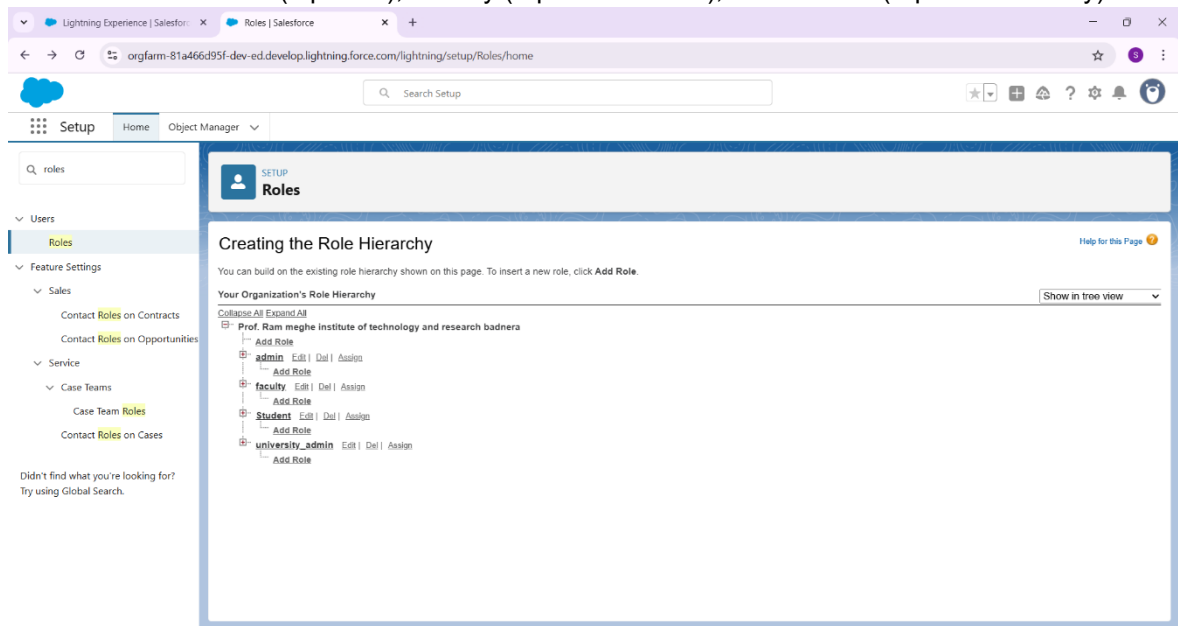 Lightning Experience | Salesforc
Roles | Salesforce
orgfarm-81a466d95f-dev-ed.develop.lightning.force.com/lightning/setup/Roles/home
S
Search Setup
Setup Home Object Manager
roles
SETUP
Roles
Users
Roles
Feature Settings
Sales
Contact Roles on Contracts
Contact Roles on Opportunities
Service
Case Teams
Case Team Roles
Contact Roles on Cases
Didn't find what you're looking for?
Try using Global Search.
Creating the Role Hierarchy
Help for this Page
You can build on the existing role hierarchy shown on this page. To insert a new role, click Add Role.
Your Organization's Role Hierarchy
Show in tree view
Collapse All Expand All
Prof. Ram meghe institute of technology and research badnera
Add Role
admin Edit | Del | Assign
Add Role
faculty Edit | Del | Assign
Add Role
Student Edit | Del | Assign
Add Role
university_admin Edit | Del | Assign
Add Role